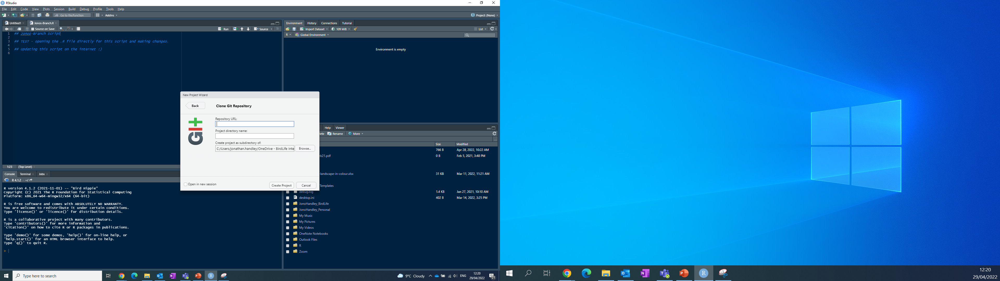 RStudio
File Edit Code View Plots Session Build Debug Profile Tools Help
Go to file/function Addins Project: (None)
Untitled1 Jonos-Branch.R
Source on Save Run Source
1 ## Jonos-Branch Script
2
3 ## TEST - opening the .R file directly for this script and making changes.
4
5 ## Updating this script on the internet :)
6
1:23 (Top Level)
Console Terminal Jobs
R 4.1.2 · ~/
R version 4.1.2 (2021-11-01) -- "Bird Hippie"
Copyright (C) 2021 The R Foundation for Statistical Computing
Platform: x86_64-w64-mingw32/x64 (64-bit)
R is free software and comes with ABSOLUTELY NO WARRANTY.
You are welcome to redistribute it under certain conditions.
Type 'license()' or 'licence()' for distribution details.
R is a collaborative project with many contributors.
Type 'contributors()' for more information and
'citation()' on how to cite R or R packages in publications.
Type 'demo()' for some demos, 'help()' for on-line help, or
'help.start()' for an HTML browser interface to help.
Type 'q()' to quit R.
>
New Project Wizard
Back Clone Git Repository
GIt
Repository URL:
Project directory name:
Create project as subdirectory of:
C:/Users/jonathan.handley/OneDrive - BirdLife Inte Browse...
Open in new session Create Project Cancel
Environment History Connections Tutorial
Import Dataset 109 MiB List
R Global Environment
Environment is empty
Help Viewer
lete Rename More
Size Modified
766 B Apr 28, 2022, 10:22 AM
eb21.pdf 0 B Feb 5, 2021, 3:48 PM
-landscape-in-colour.xlsx 31 KB Mar 11, 2022, 11:21 AM
Templates
debug.log 1.4 KB Jan 27, 2021, 10:10 AM
desktop.ini 402 B Mar 14, 2022, 3:25 PM
JonoHandley_BirdLife
JonoHandley_Personal
My Music
My Pictures
My Videos
OneNote Notebooks
Outlook Files
R
Zoom
Type here to search
9°C Cloudy ENG
12:20
29/04/2022
21
12:20
29/04/2022